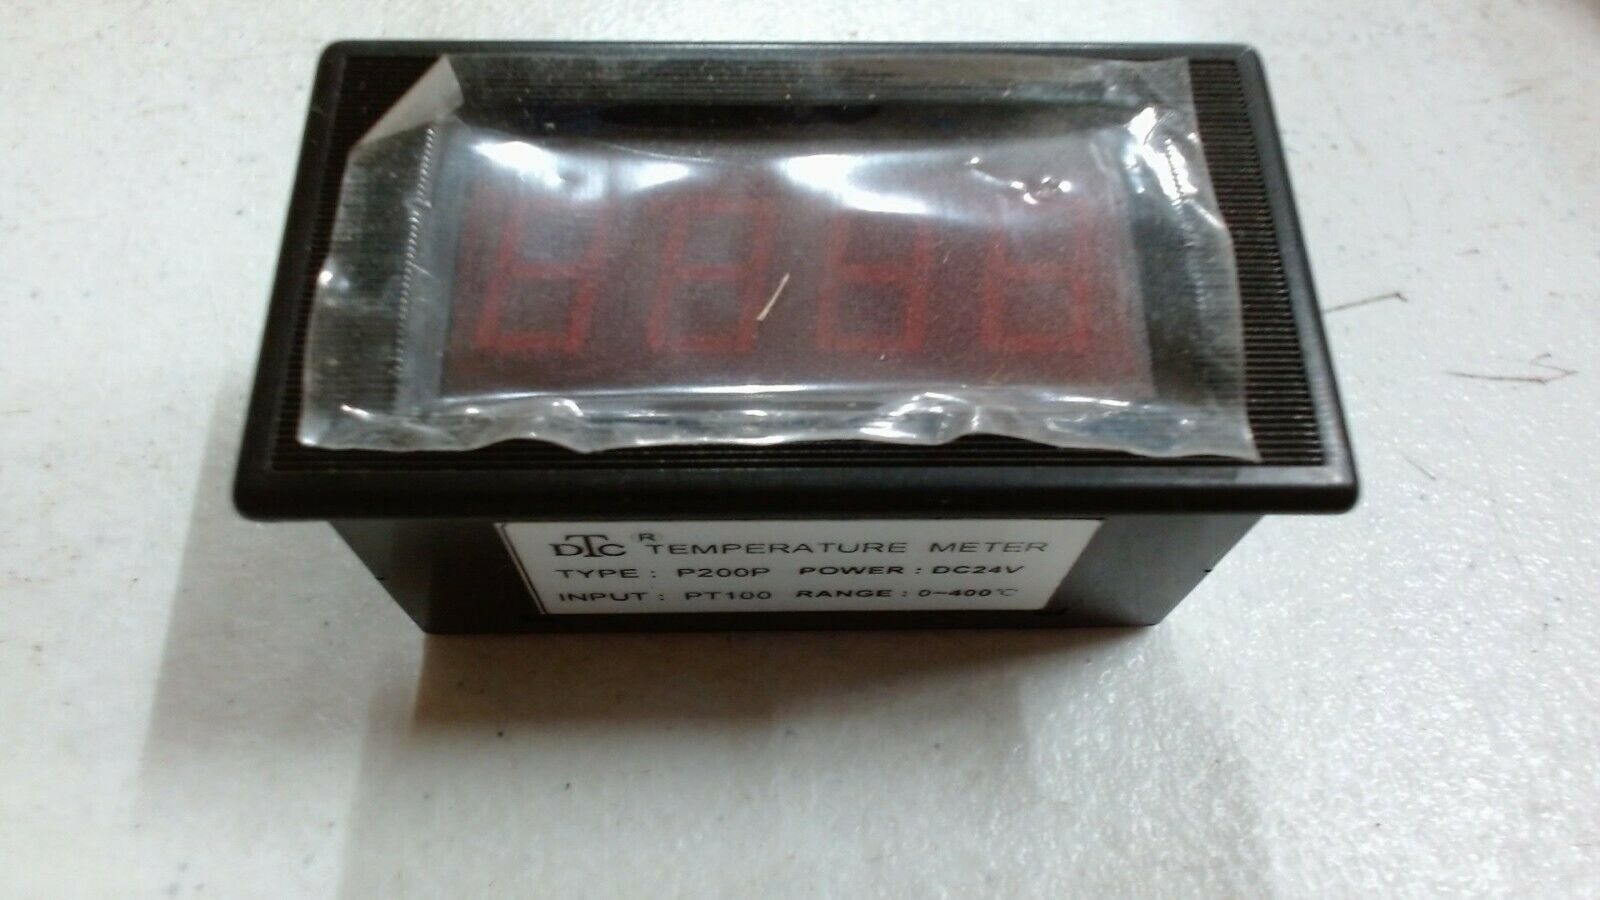 DTC ® TEMPERATURE METER
TYPE : P200P POWER : DC24V
INPUT : PT100 RANGE : 0~400℃